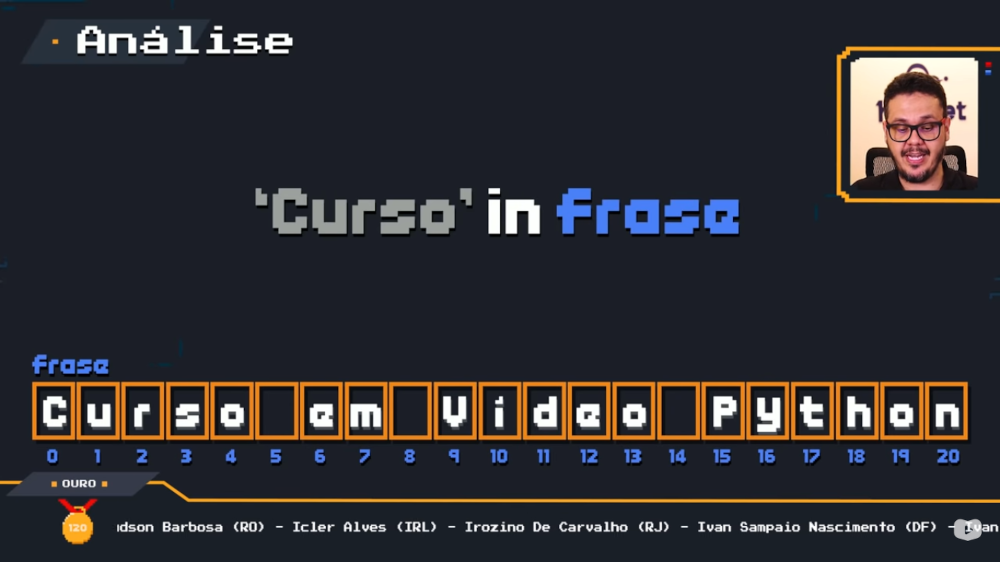 Análise
'Curso' in frase
frase
C u r s o e m V í d e o P y t h o n
0 1 2 3 4 5 6 7 8 9 10 11 12 13 14 15 16 17 18 19 20
OURO
120
Barbosa (RO) - Icler Alves (IRL) - Irozino De Carvalho (RJ) - Ivan Sampaio Nascimento (DF) -